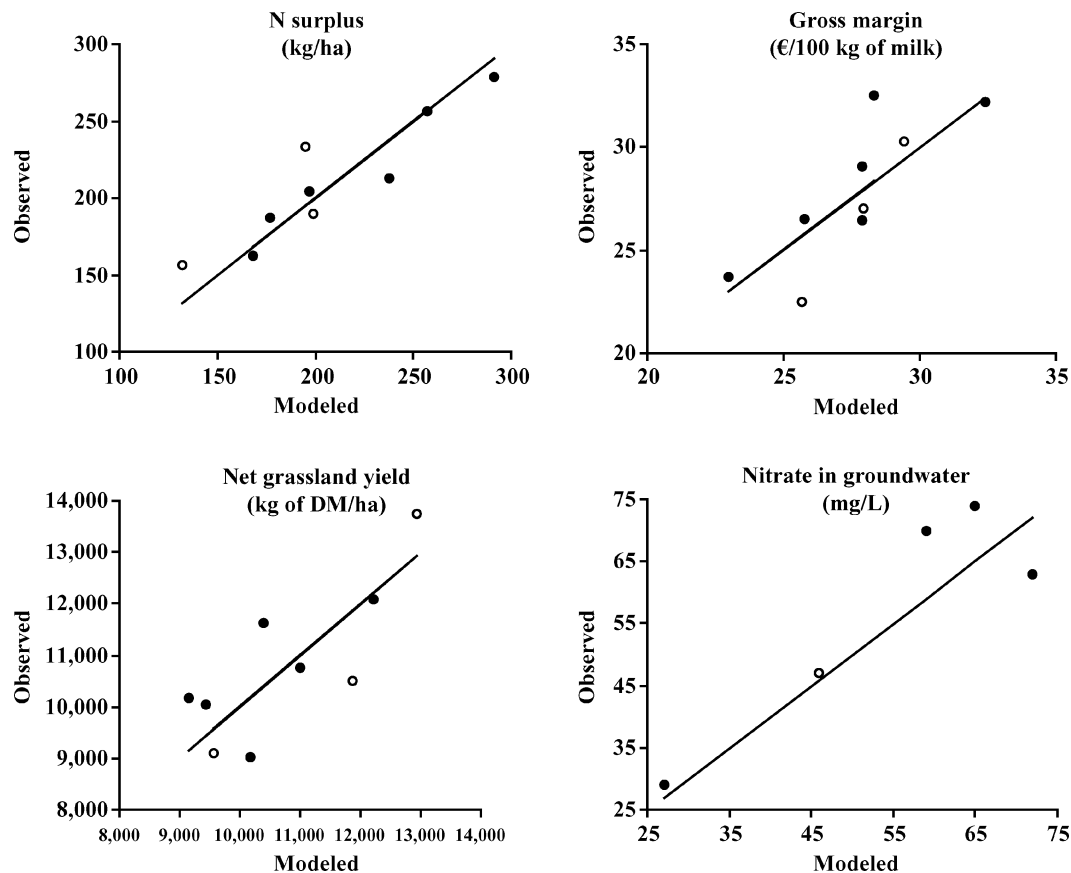 N surplus
(kg/ha)
300
250
200
150
100
Observed
100 150 200 250 300
Modeled
Gross margin
(€/100 kg of milk)
35
30
25
20
Observed
20 25 30 35
Modeled
Net grassland yield
(kg of DM/ha)
14,000
13,000
12,000
11,000
10,000
9,000
8,000
Observed
8,000 9,000 10,000 11,000 12,000 13,000 14,000
Modeled
Nitrate in groundwater
(mg/L)
75
65
55
45
35
25
Observed
25 35 45 55 65 75
Modeled